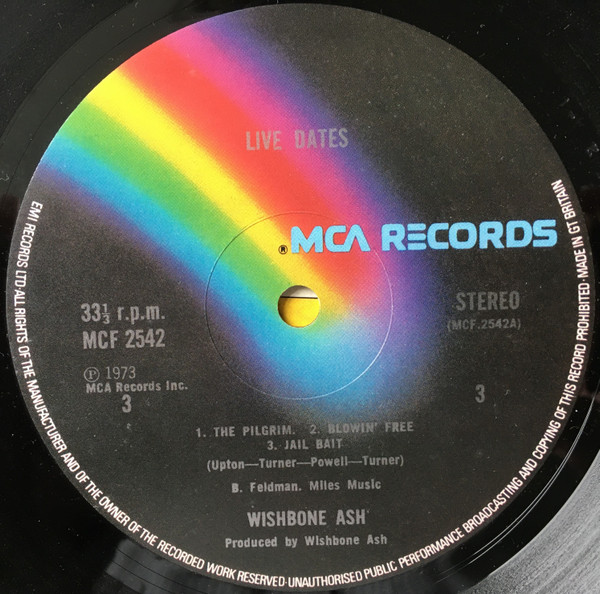 LIVE DATES
® MCA RECORDS
33⅓ r.p.m.
MCF 2542
STEREO
(MCF.2542A)
Ⓟ 1973
MCA Records Inc.
3
3
1. THE PILGRIM. 2. BLOWIN' FREE
3. JAIL BAIT
(Upton—Turner—Powell—Turner)
B. Feldman. Miles Music
WISHBONE ASH
Produced by Wishbone Ash
EMI RECORDS LTD·ALL RIGHTS OF THE MANUFACTURER AND OF THE OWNER OF THE RECORDED WORK RESERVED·UNAUTHORISED PUBLIC PERFORMANCE BROADCASTING AND COPYING OF THIS RECORD PROHIBITED·MADE IN GT BRITAIN